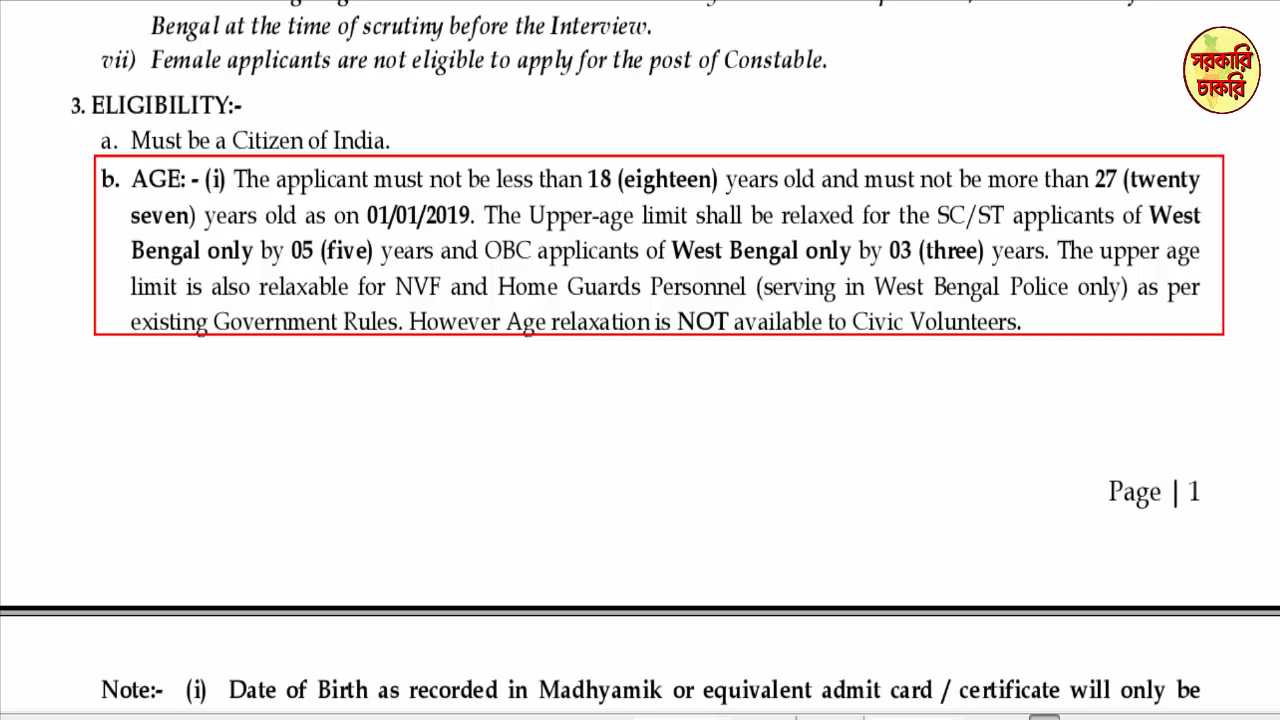 Bengal at the time of scrutiny before the Interview.
vii) Female applicants are not eligible to apply for the post of Constable.
সরকারি
চাকরি
3. ELIGIBILITY:-
a. Must be a Citizen of India.
b. AGE: - (i) The applicant must not be less than 18 (eighteen) years old and must not be more than 27 (twenty
seven) years old as on 01/01/2019. The Upper-age limit shall be relaxed for the SC/ST applicants of West
Bengal only by 05 (five) years and OBC applicants of West Bengal only by 03 (three) years. The upper age
limit is also relaxable for NVF and Home Guards Personnel (serving in West Bengal Police only) as per
existing Government Rules. However Age relaxation is NOT available to Civic Volunteers.
Page | 1
Note:- (i) Date of Birth as recorded in Madhyamik or equivalent admit card / certificate will only be